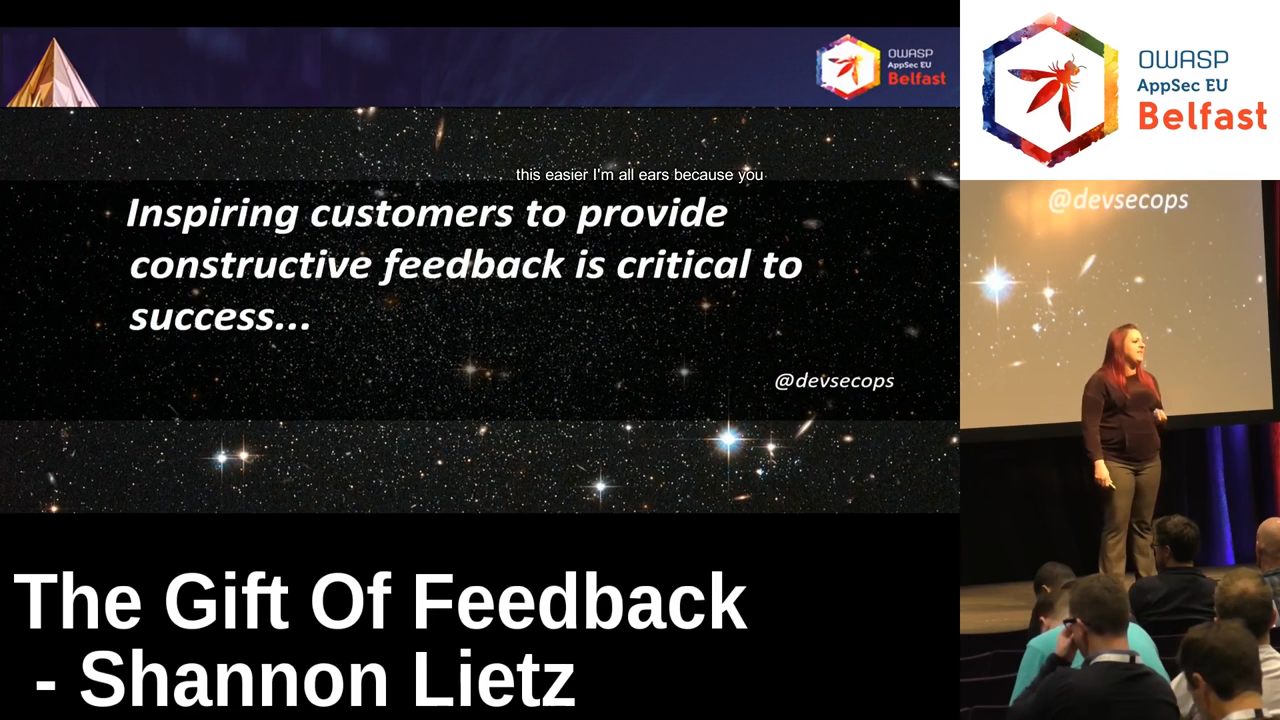 OWASP
AppSec EU
Belfast
this easier I'm all ears because you
Inspiring customers to provide
constructive feedback is critical to
success...
@devsecops
The Gift Of Feedback
- Shannon Lietz
OWASP
AppSec EU
Belfast
@devsecops